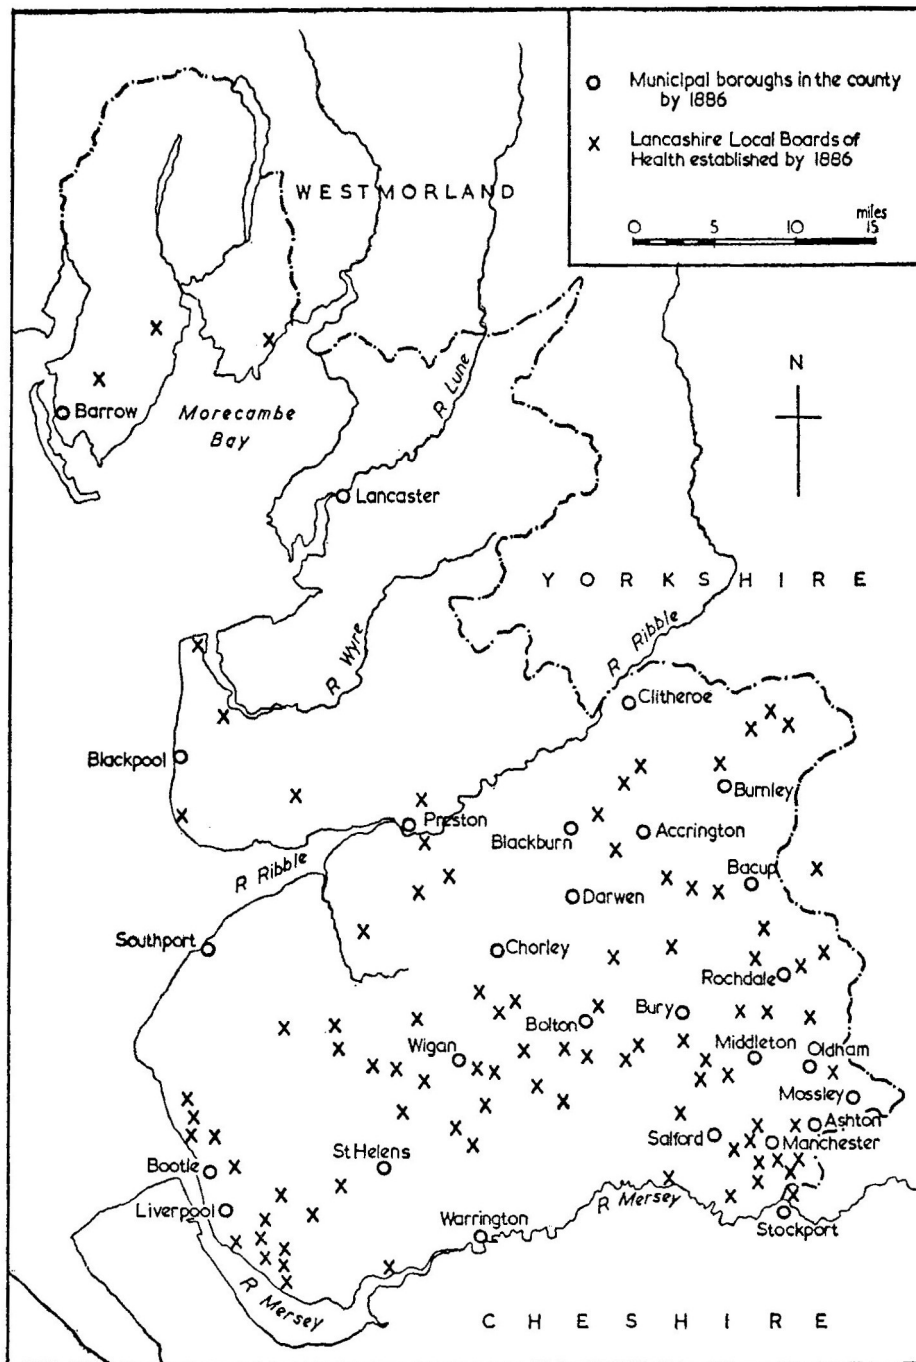 O Municipal boroughs in the county
by 1886
X Lancashire Local Boards of
Health established by 1886
miles
0 5 10 15
WESTMORLAND
N
R Lune
Barrow
Morecambe
Bay
Lancaster
YORKSHIRE
R Wyre
R Ribble
Clitheroe
Blackpool
Burnley
Preston
Blackburn
Accrington
R Ribble
Bacup
Darwen
Southport
Chorley
Rochdale
Bolton
Bury
Wigan
Middleton
Oldham
Mossley
Ashton
Salford
Manchester
St Helens
Bootle
Liverpool
Warrington
R Mersey
Stockport
R Mersey
CHESHIRE